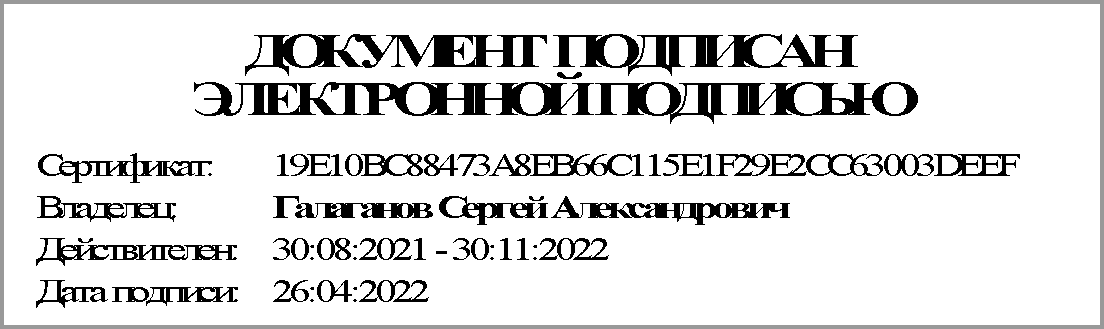 ДОКУМЕНТ ПОДПИСАН
ЭЛЕКТРОННОЙ ПОДПИСЬЮ
Сертификат: 19E10BC88473A8EB66C115E1F29E2CC63003DEEF
Владелец: Галаганов Сергей Александрович
Действителен: 30:08:2021 - 30:11:2022
Дата подписи: 26:04:2022